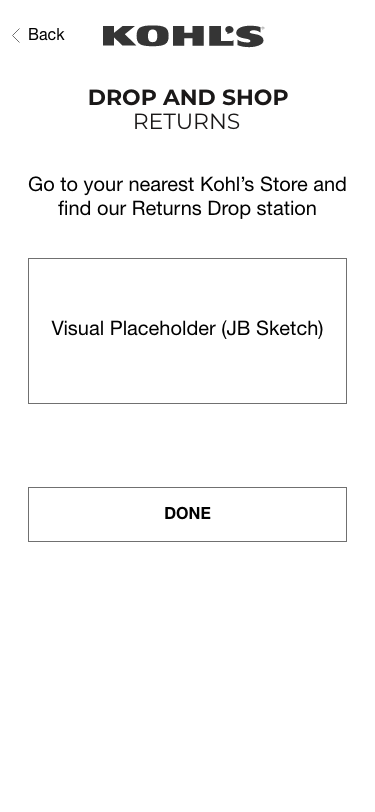 Back
KOHL'S
DROP AND SHOP
RETURNS
Go to your nearest Kohl’s Store and
find our Returns Drop station
Visual Placeholder (JB Sketch)
DONE